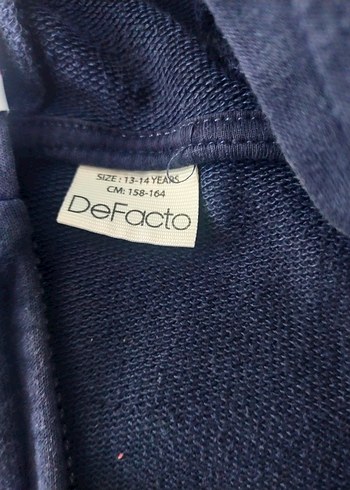 SIZE : 13-14 YEARS
CM: 158-164
DeFacto